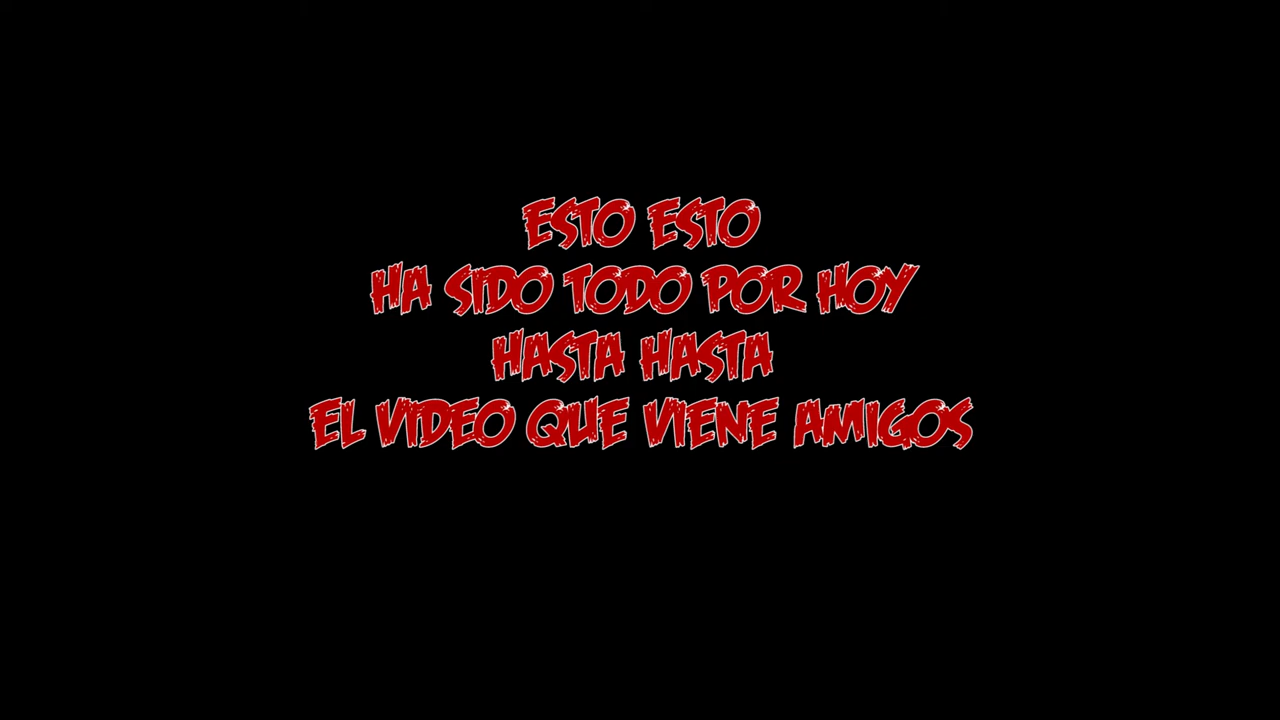 ESTO ESTO
HA SIDO TODO POR HOY
HASTA HASTA
EL VIDEO QUE VIENE AMIGOS